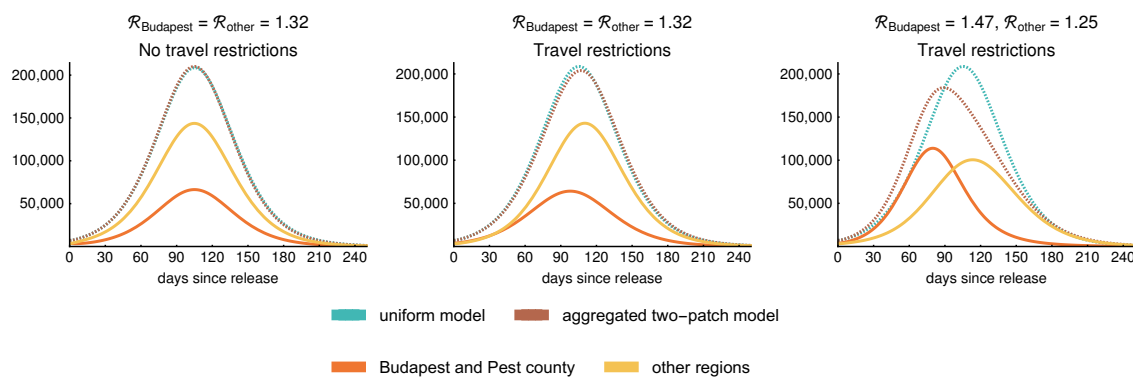 ℛBudapest = ℛother = 1.32
No travel restrictions
200,000
150,000
100,000
50,000
0 30 60 90 120 150 180 210 240
days since release
ℛBudapest = ℛother = 1.32
Travel restrictions
200,000
150,000
100,000
50,000
0 30 60 90 120 150 180 210 240
days since release
ℛBudapest = 1.47, ℛother = 1.25
Travel restrictions
200,000
150,000
100,000
50,000
0 30 60 90 120 150 180 210 240
days since release
uniform model aggregated two−patch model
Budapest and Pest county other regions